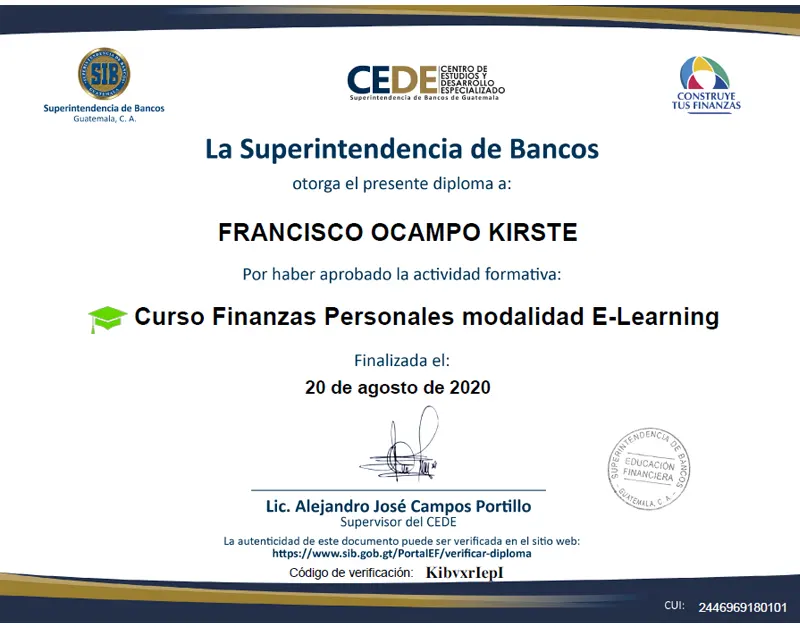 SUPERINTENDENCIA DE BANCOS
SIB
GUATEMALA
Superintendencia de Bancos
Guatemala, C. A.
CEDE CENTRO DE
ESTUDIOS Y
DESARROLLO
ESPECIALIZADO
Superintendencia de Bancos de Guatemala
CONSTRUYE
TUS FINANZAS
La Superintendencia de Bancos
otorga el presente diploma a:
FRANCISCO OCAMPO KIRSTE
Por haber aprobado la actividad formativa:
Curso Finanzas Personales modalidad E-Learning
Finalizada el:
20 de agosto de 2020
SUPERINTENDENCIA DE BANCOS
EDUCACIÓN
FINANCIERA
- GUATEMALA, C. A. -
Lic. Alejandro José Campos Portillo
Supervisor del CEDE
La autenticidad de este documento puede ser verificada en el sitio web:
https://www.sib.gob.gt/PortalEF/verificar-diploma
Código de verificación: KibvxrIepI
CUI: 2446969180101